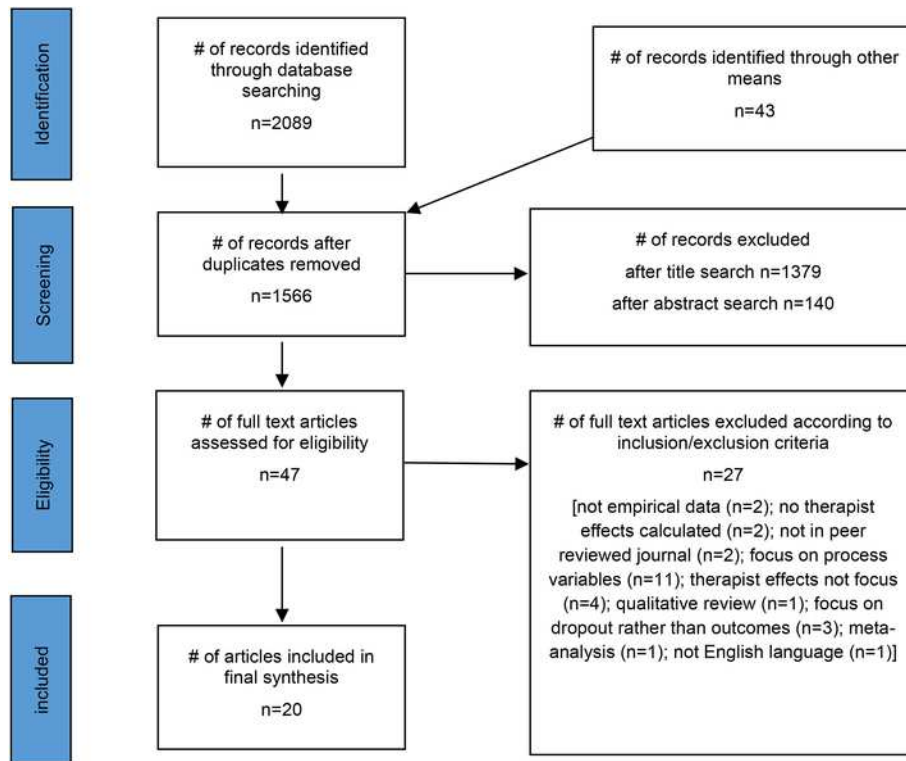 Identification
# of records identified
through database
searching
n=2089
# of records identified through other
means
n=43
Screening
# of records after
duplicates removed
n=1566
# of records excluded
after title search n=1379
after abstract search n=140
Eligibility
# of full text articles
assessed for eligibility
n=47
# of full text articles excluded according to
inclusion/exclusion criteria
n=27
[not empirical data (n=2); no therapist
effects calculated (n=2); not in peer
reviewed journal (n=2); focus on process
variables (n=11); therapist effects not focus
(n=4); qualitative review (n=1); focus on
dropout rather than outcomes (n=3); meta-
analysis (n=1); not English language (n=1)]
included
# of articles included in
final synthesis
n=20